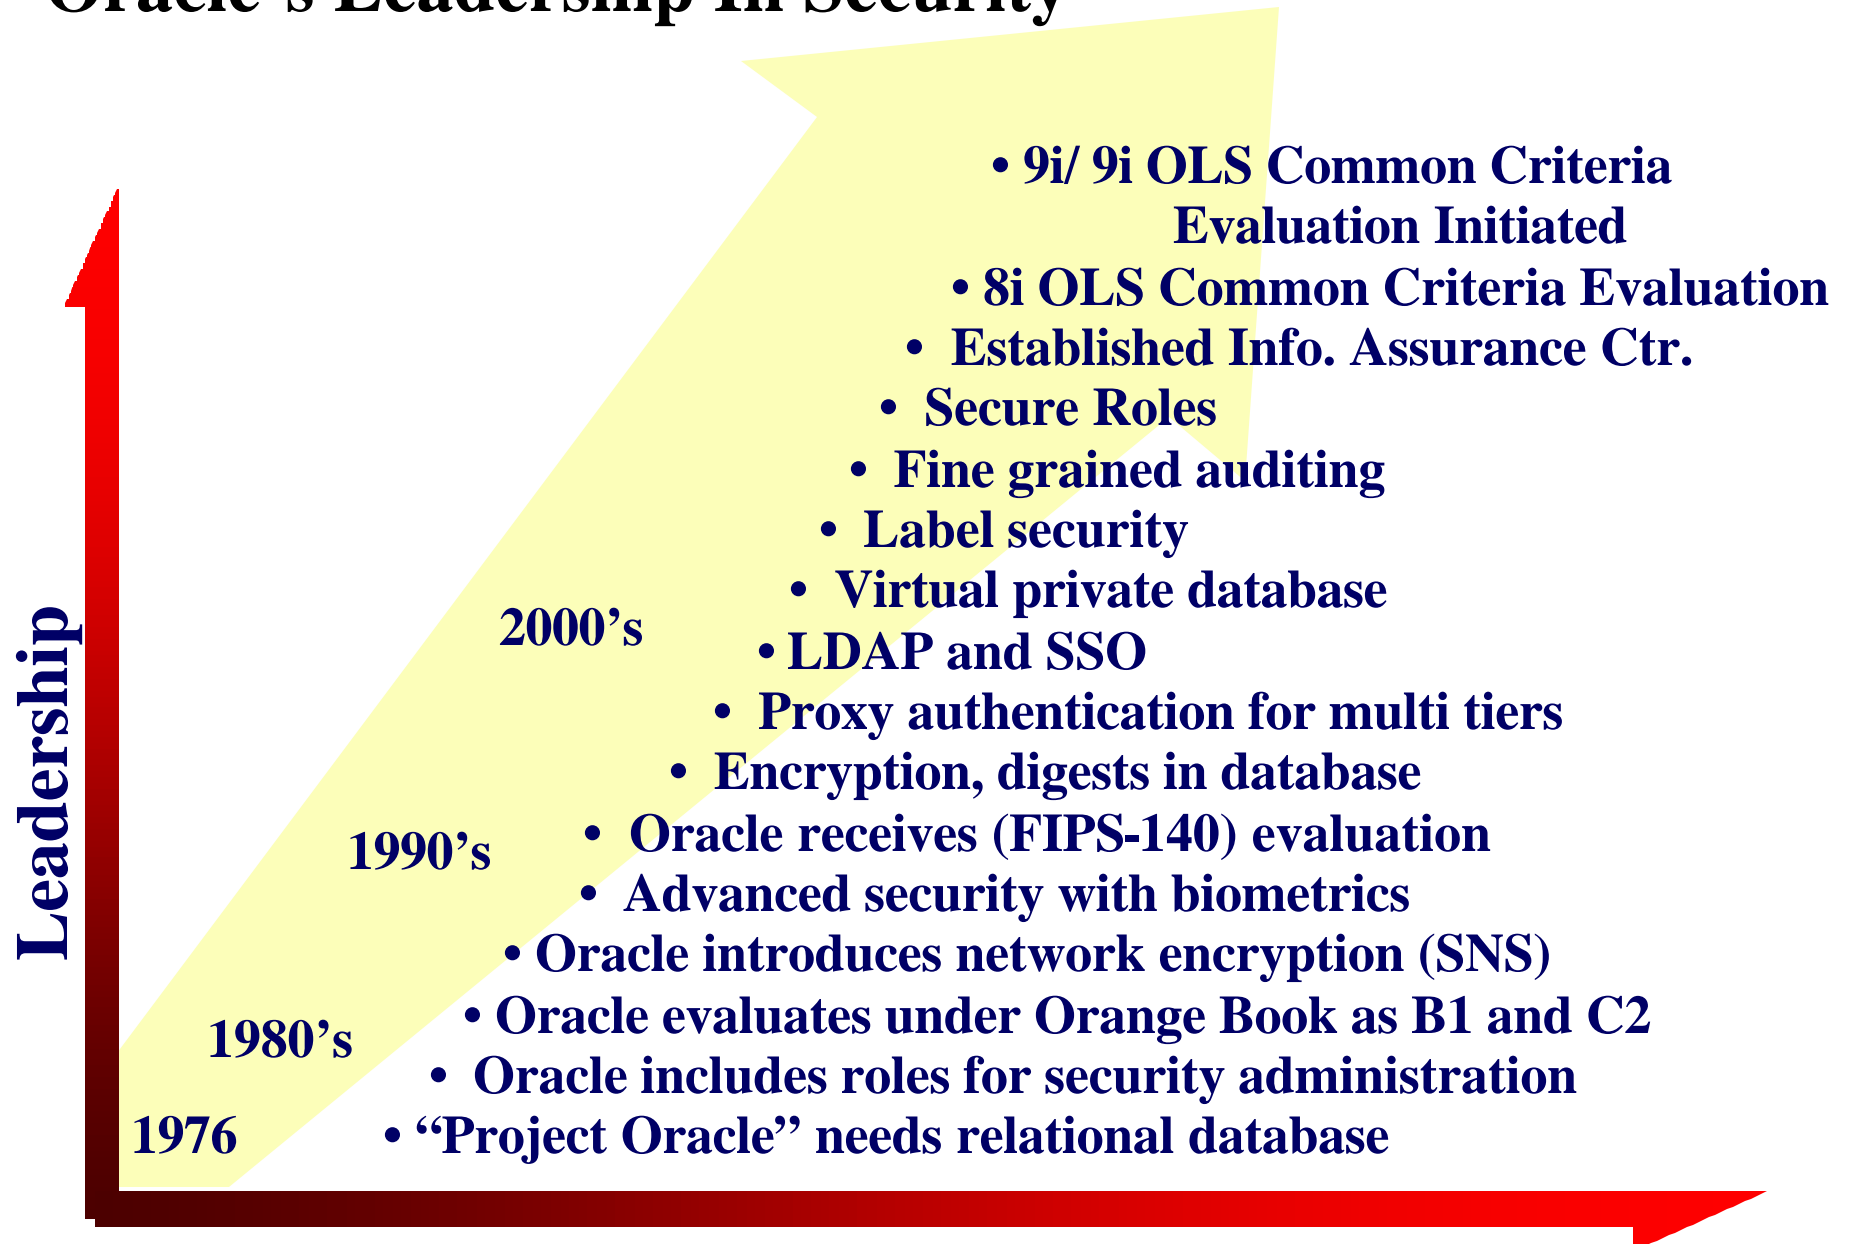 Oracle's Leadership In Security
• 9i/ 9i OLS Common Criteria
Evaluation Initiated
• 8i OLS Common Criteria Evaluation
• Established Info. Assurance Ctr.
• Secure Roles
• Fine grained auditing
• Label security
• Virtual private database
2000’s
• LDAP and SSO
• Proxy authentication for multi tiers
• Encryption, digests in database
• Oracle receives (FIPS-140) evaluation
1990’s
• Advanced security with biometrics
• Oracle introduces network encryption (SNS)
• Oracle evaluates under Orange Book as B1 and C2
1980’s
• Oracle includes roles for security administration
1976
• “Project Oracle” needs relational database
Leadership